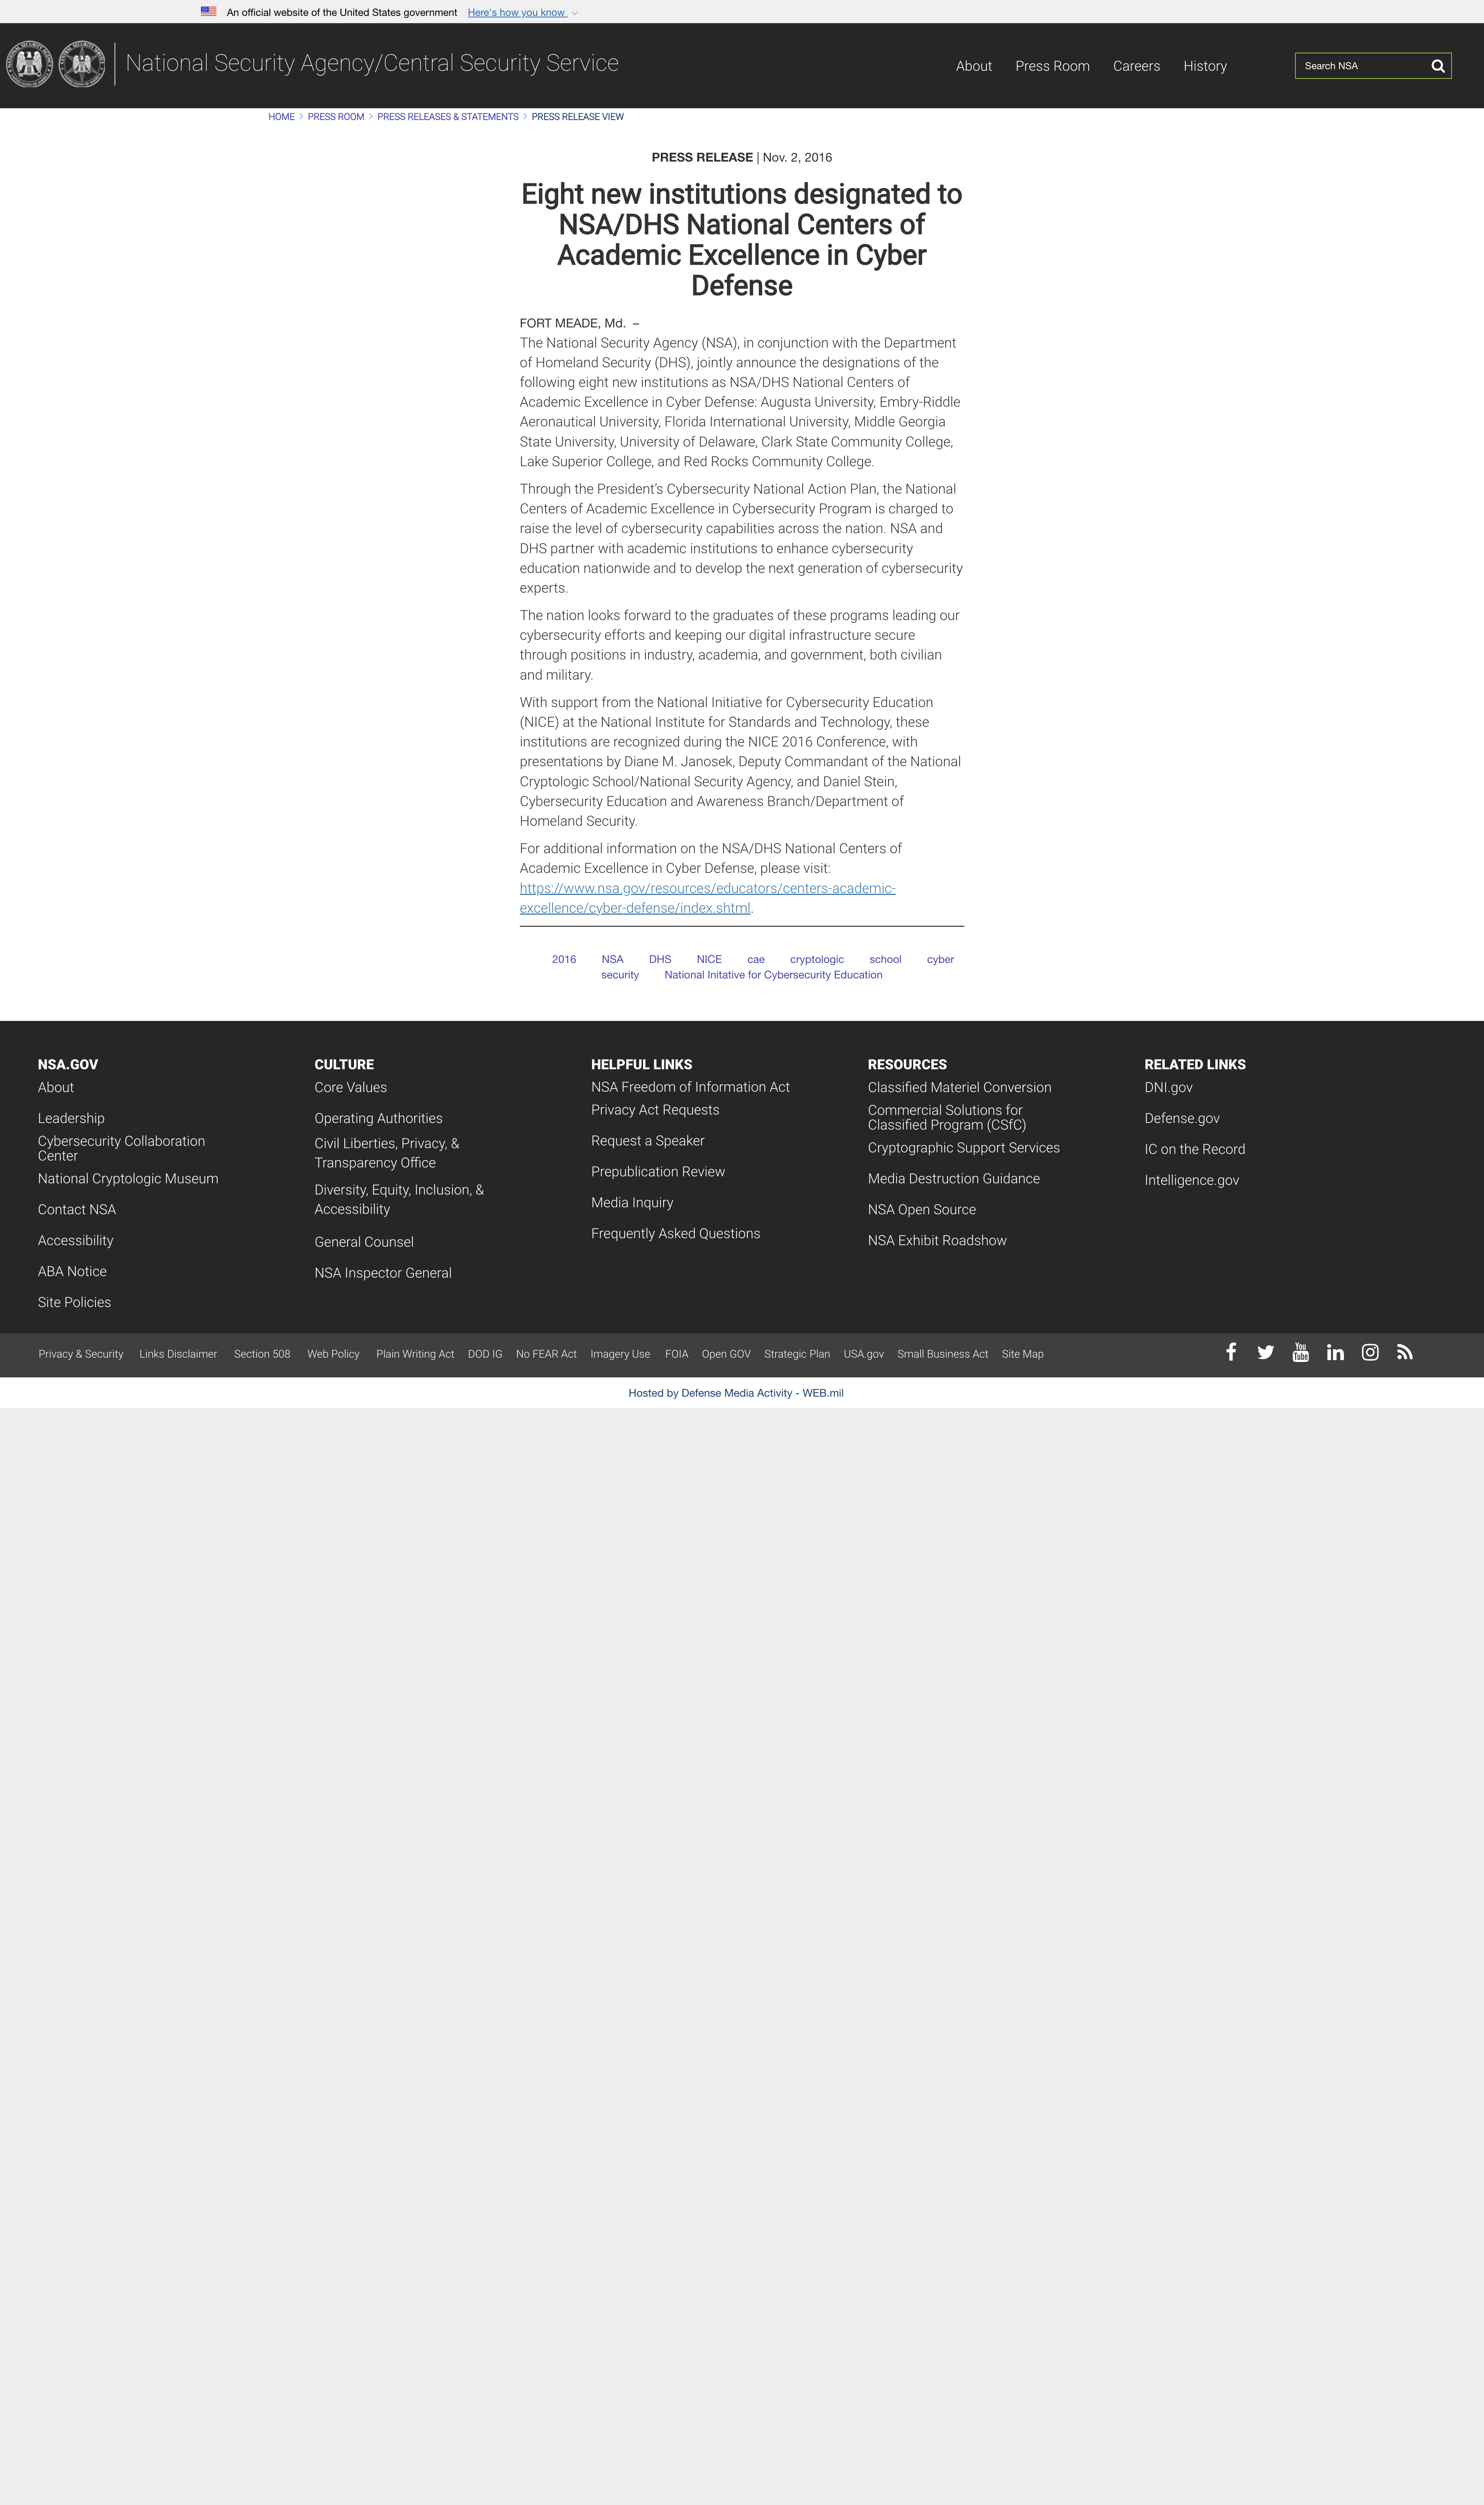 An official website of the United States government Here's how you know
National Security Agency/Central Security Service
About Press Room Careers History
Search NSA
HOME PRESS ROOM PRESS RELEASES & STATEMENTS PRESS RELEASE VIEW
PRESS RELEASE | Nov. 2, 2016
Eight new institutions designated to
NSA/DHS National Centers of
Academic Excellence in Cyber
Defense
FORT MEADE, Md. –
The National Security Agency (NSA), in conjunction with the Department
of Homeland Security (DHS), jointly announce the designations of the
following eight new institutions as NSA/DHS National Centers of
Academic Excellence in Cyber Defense: Augusta University, Embry-Riddle
Aeronautical University, Florida International University, Middle Georgia
State University, University of Delaware, Clark State Community College,
Lake Superior College, and Red Rocks Community College.
Through the President's Cybersecurity National Action Plan, the National
Centers of Academic Excellence in Cybersecurity Program is charged to
raise the level of cybersecurity capabilities across the nation. NSA and
DHS partner with academic institutions to enhance cybersecurity
education nationwide and to develop the next generation of cybersecurity
experts.
The nation looks forward to the graduates of these programs leading our
cybersecurity efforts and keeping our digital infrastructure secure
through positions in industry, academia, and government, both civilian
and military.
With support from the National Initiative for Cybersecurity Education
(NICE) at the National Institute for Standards and Technology, these
institutions are recognized during the NICE 2016 Conference, with
presentations by Diane M. Janosek, Deputy Commandant of the National
Cryptologic School/National Security Agency, and Daniel Stein,
Cybersecurity Education and Awareness Branch/Department of
Homeland Security.
For additional information on the NSA/DHS National Centers of
Academic Excellence in Cyber Defense, please visit:
https://www.nsa.gov/resources/educators/centers-academic-
excellence/cyber-defense/index.shtml.
2016 NSA DHS NICE cae cryptologic school cyber
security National Initative for Cybersecurity Education
NSA.GOV
About
Leadership
Cybersecurity Collaboration
Center
National Cryptologic Museum
Contact NSA
Accessibility
ABA Notice
Site Policies
CULTURE
Core Values
Operating Authorities
Civil Liberties, Privacy, &
Transparency Office
Diversity, Equity, Inclusion, &
Accessibility
General Counsel
NSA Inspector General
HELPFUL LINKS
NSA Freedom of Information Act
Privacy Act Requests
Request a Speaker
Prepublication Review
Media Inquiry
Frequently Asked Questions
RESOURCES
Classified Materiel Conversion
Commercial Solutions for
Classified Program (CSfC)
Cryptographic Support Services
Media Destruction Guidance
NSA Open Source
NSA Exhibit Roadshow
RELATED LINKS
DNI.gov
Defense.gov
IC on the Record
Intelligence.gov
Privacy & Security Links Disclaimer Section 508 Web Policy Plain Writing Act DOD IG No FEAR Act Imagery Use FOIA Open GOV Strategic Plan USA.gov Small Business Act Site Map
You
Tube
Hosted by Defense Media Activity - WEB.mil